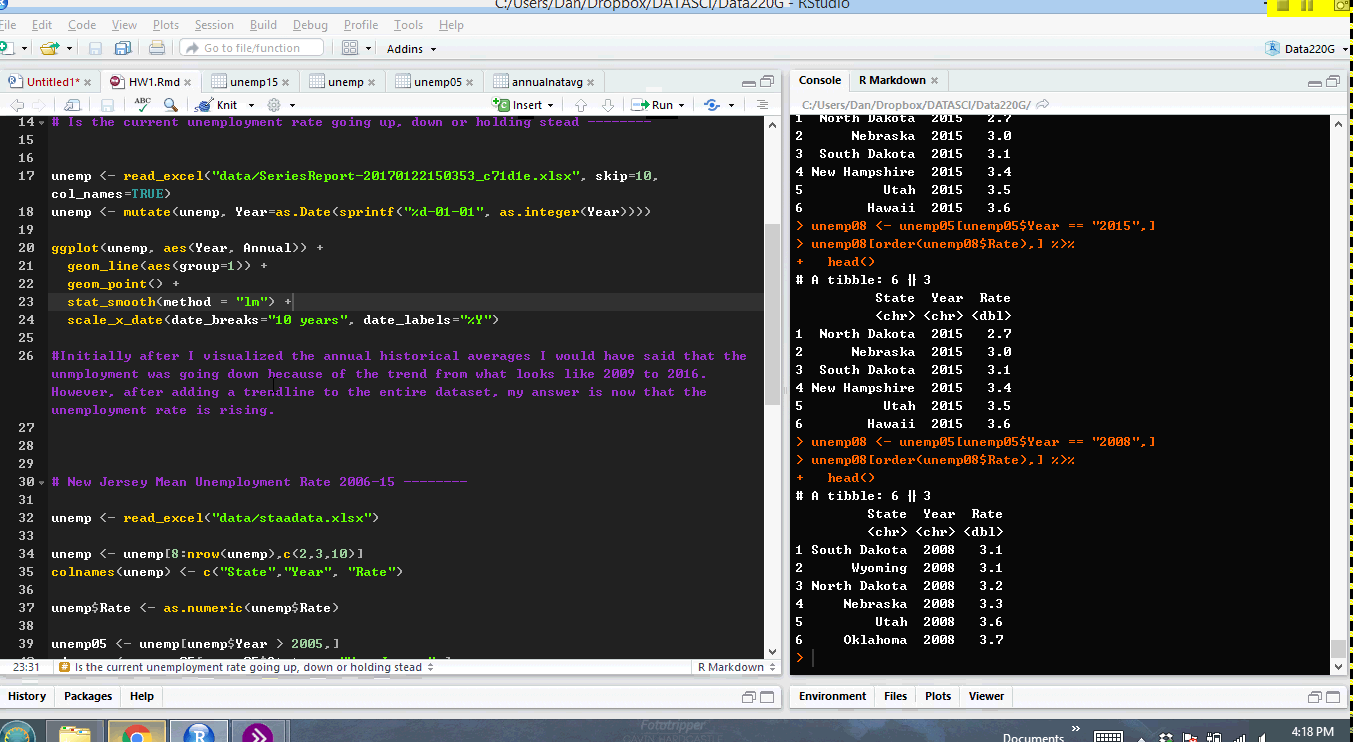 C:/Users/Dan/Dropbox/DATASCI/Data220G - RStudio
File Edit Code View Plots Session Build Debug Profile Tools Help
Go to file/function Addins Data220G
Untitled1* HW1.Rmd unemp15 unemp unemp05 annualnatavg
ABC Knit Insert Run
14 # Is the current unemployment rate going up, down or holding stead --------
15
16
17 unemp <- read_excel("data/SeriesReport-20170122150353_c71d1e.xlsx", skip=10,
col_names=TRUE)
18 unemp <- mutate(unemp, Year=as.Date(sprintf("%d-01-01", as.integer(Year))))
19
20 ggplot(unemp, aes(Year, Annual)) +
21 geom_line(aes(group=1)) +
22 geom_point() +
23 stat_smooth(method = "lm") +
24 scale_x_date(date_breaks="10 years", date_labels="%Y")
25
26 #Initially after I visualized the annual historical averages I would have said that the
unmployment was going down because of the trend from what looks like 2009 to 2016.
However, after adding a trendline to the entire dataset, my answer is now that the
unemployment rate is rising.
27
28
29
30 # New Jersey Mean Unemployment Rate 2006-15 --------
31
32 unemp <- read_excel("data/staadata.xlsx")
33
34 unemp <- unemp[8:nrow(unemp),c(2,3,10)]
35 colnames(unemp) <- c("State","Year", "Rate")
36
37 unemp$Rate <- as.numeric(unemp$Rate)
38
39 unemp05 <- unemp[unemp$Year > 2005,]
23:31 # Is the current unemployment rate going up, down or holding stead R Markdown
History Packages Help
Console R Markdown
C:/Users/Dan/Dropbox/DATASCI/Data220G/
1 North Dakota 2015 2.7
2 Nebraska 2015 3.0
3 South Dakota 2015 3.1
4 New Hampshire 2015 3.4
5 Utah 2015 3.5
6 Hawaii 2015 3.6
> unemp08 <- unemp05[unemp05$Year == "2015",]
> unemp08[order(unemp08$Rate),] %>%
+ head()
# A tibble: 6 ╫ 3
State Year Rate
<chr> <chr> <dbl>
1 North Dakota 2015 2.7
2 Nebraska 2015 3.0
3 South Dakota 2015 3.1
4 New Hampshire 2015 3.4
5 Utah 2015 3.5
6 Hawaii 2015 3.6
> unemp08 <- unemp05[unemp05$Year == "2008",]
> unemp08[order(unemp08$Rate),] %>%
+ head()
# A tibble: 6 ╫ 3
State Year Rate
<chr> <chr> <dbl>
1 South Dakota 2008 3.1
2 Wyoming 2008 3.1
3 North Dakota 2008 3.2
4 Nebraska 2008 3.3
5 Utah 2008 3.6
6 Oklahoma 2008 3.7
>
Environment Files Plots Viewer
Fototripper
GAVIN HARDCASTLE
Documents » 4:18 PM